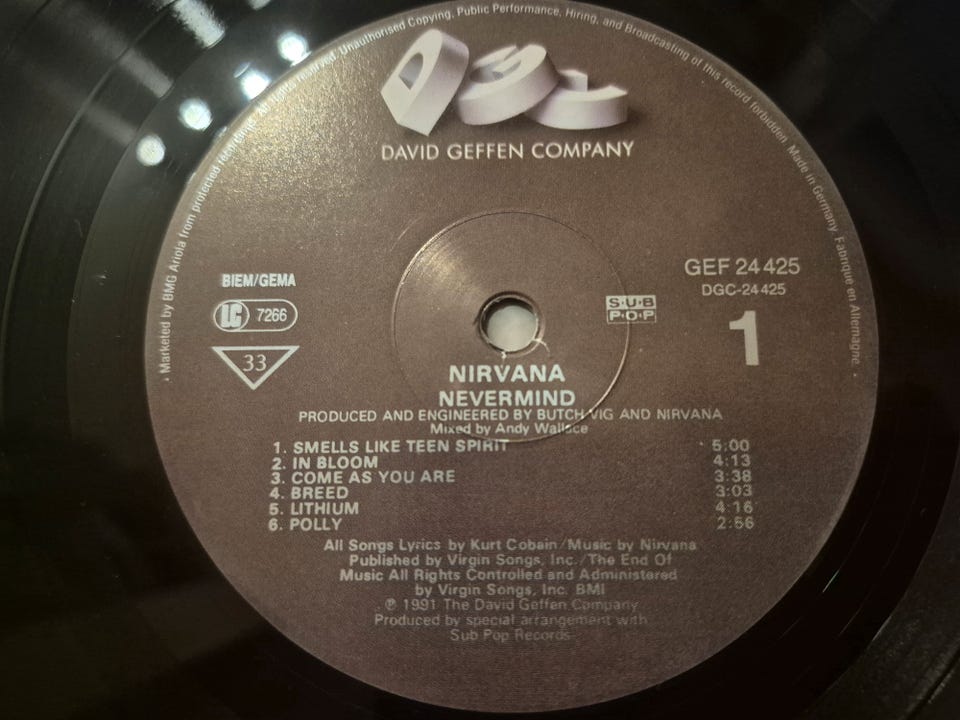 All rights reserved. Unauthorised Copying, Public Performance, Hiring, and Broadcasting of this record forbidden. Made in Germany. Fabrique en Allemagne.
· Marketed by BMG Ariola from protected
DGC
DAVID GEFFEN COMPANY
BIEM/GEMA
LC 7266
33
SUB
POP
GEF 24 425
DGC-24 425
1
NIRVANA
NEVERMIND
PRODUCED AND ENGINEERED BY BUTCH VIG AND NIRVANA
Mixed by Andy Wallace
1. SMELLS LIKE TEEN SPIRIT 5:00
2. IN BLOOM 4:13
3. COME AS YOU ARE 3:38
4. BREED 3:03
5. LITHIUM 4:16
6. POLLY 2:56
All Songs Lyrics by Kurt Cobain/Music by Nirvana
Published by Virgin Songs, Inc./The End Of
Music All Rights Controlled and Administered
by Virgin Songs, Inc. BMI
℗ 1991 The David Geffen Company
Produced by special arrangement with
Sub Pop Records